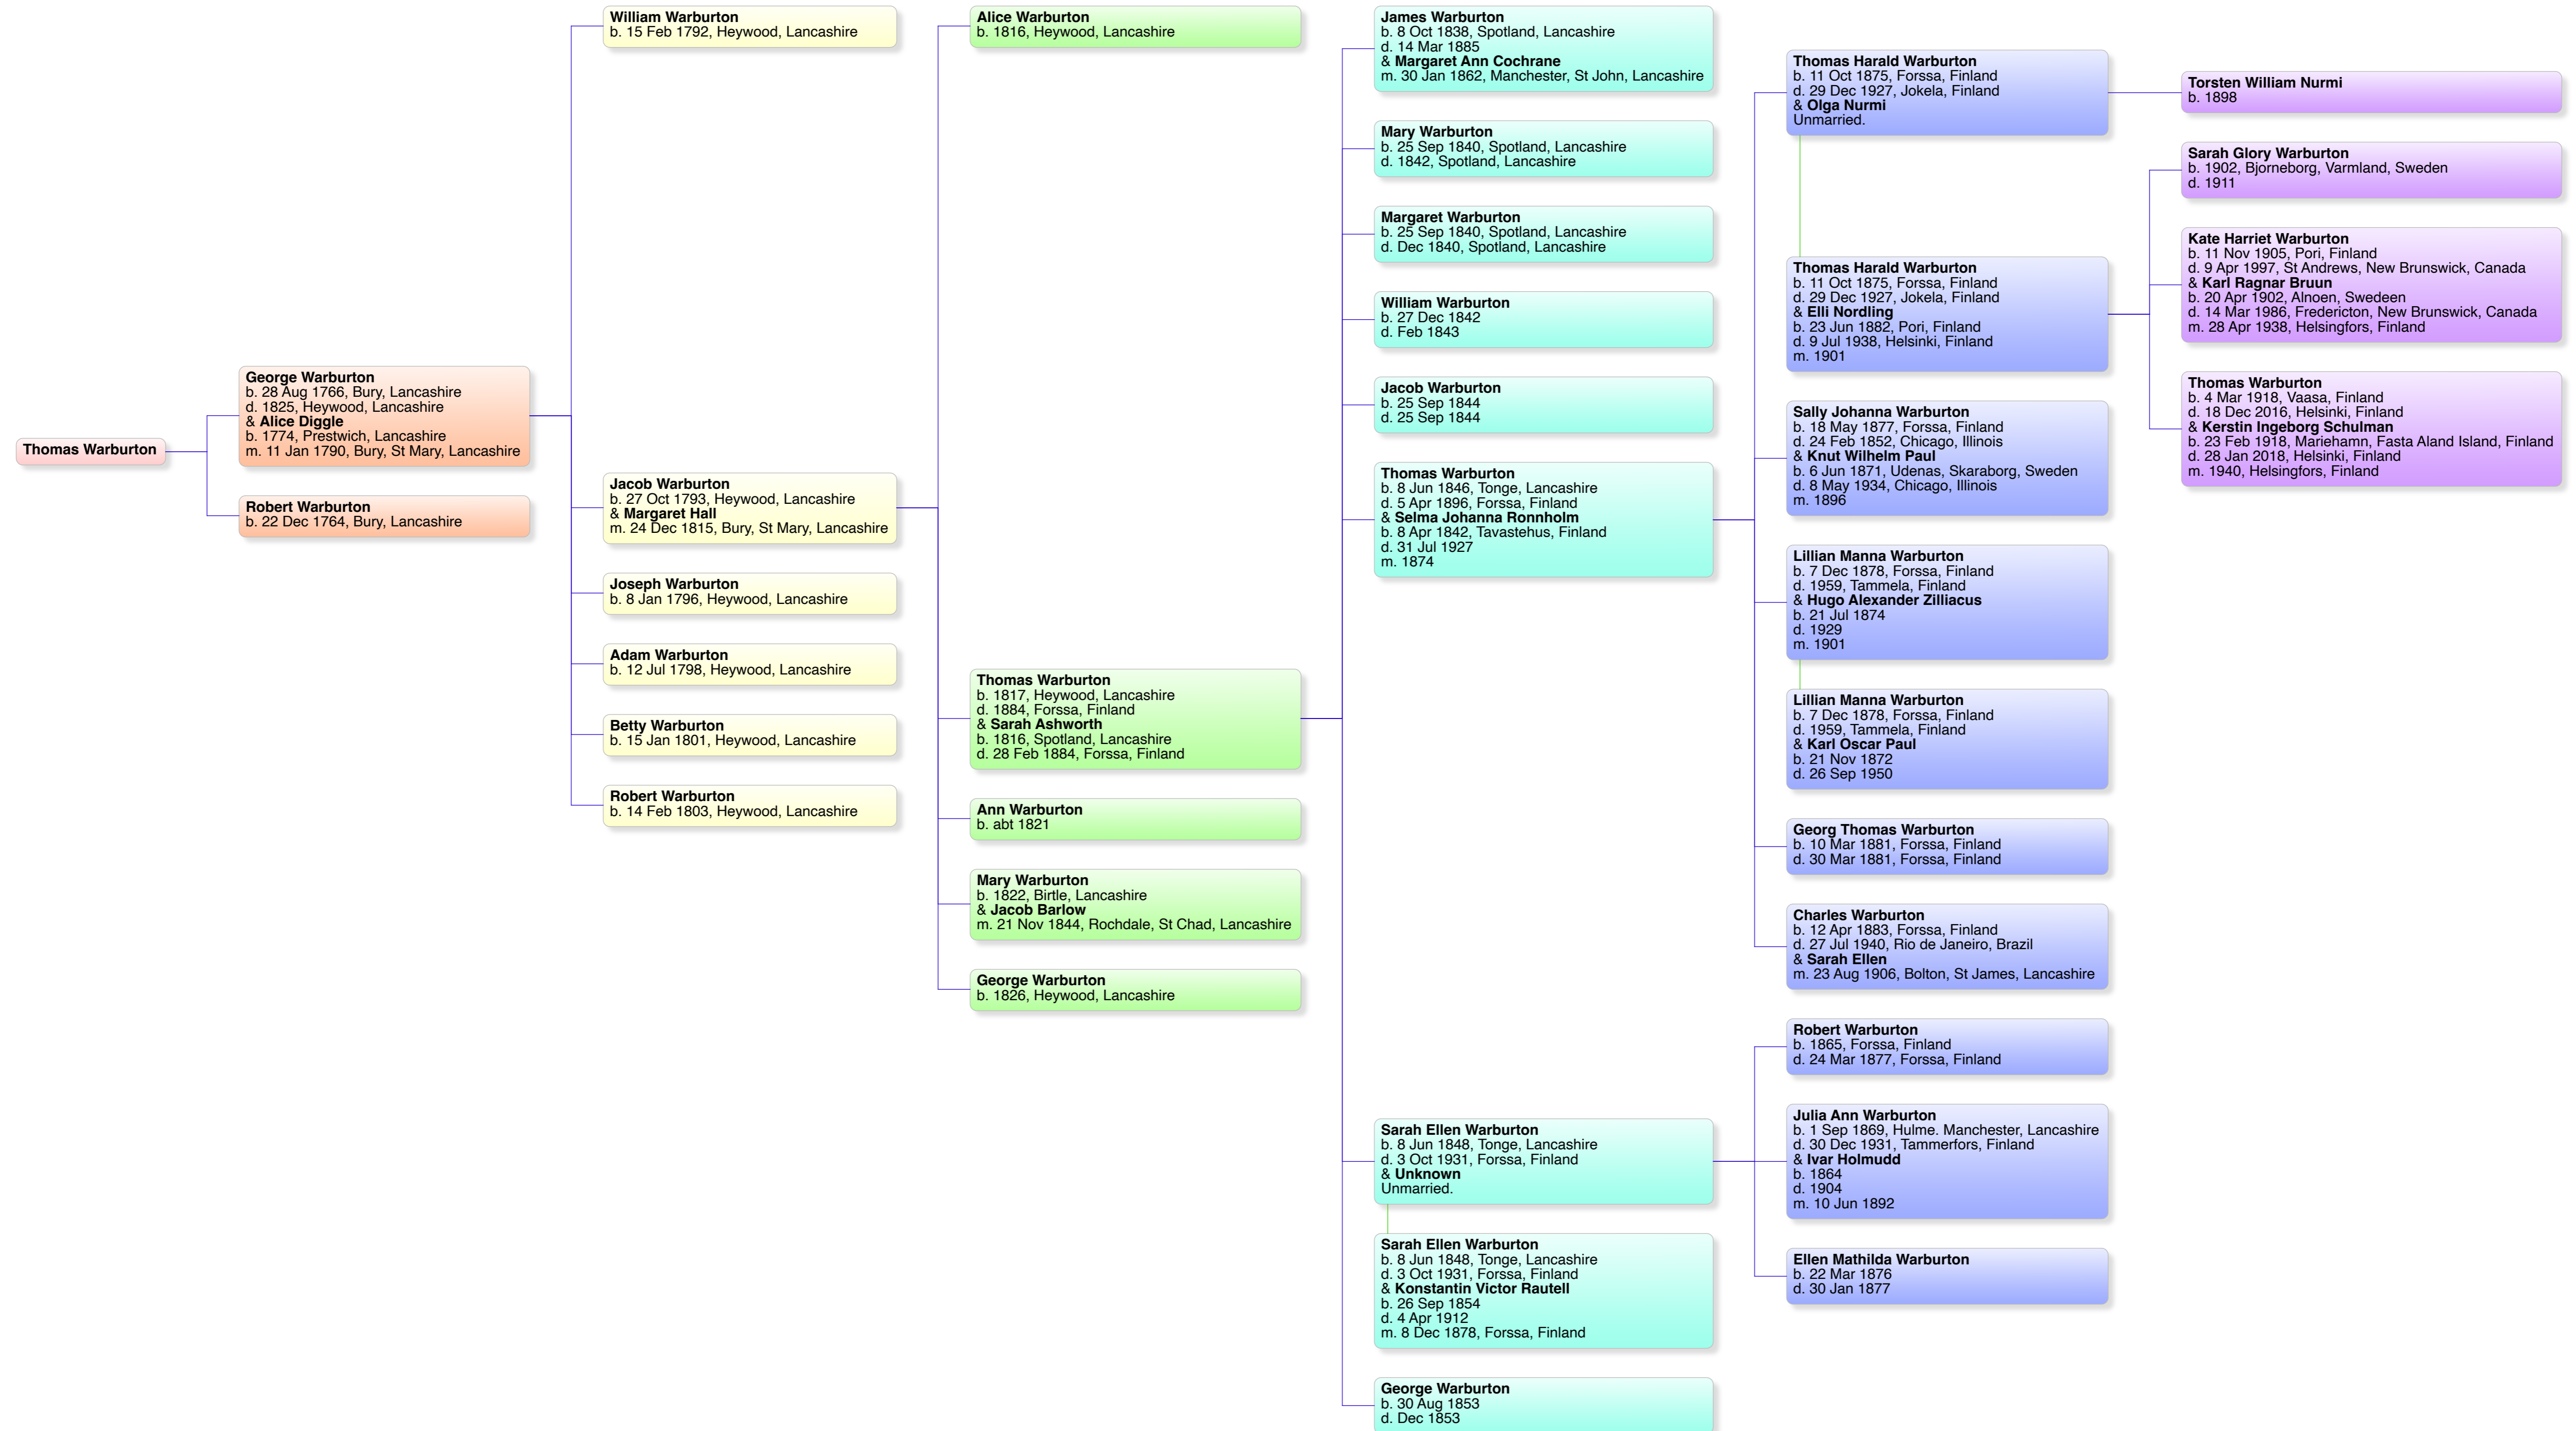 Thomas Warburton
George Warburton
b. 28 Aug 1766, Bury, Lancashire
d. 1825, Heywood, Lancashire
& Alice Diggle
b. 1774, Prestwich, Lancashire
m. 11 Jan 1790, Bury, St Mary, Lancashire
Robert Warburton
b. 22 Dec 1764, Bury, Lancashire
William Warburton
b. 15 Feb 1792, Heywood, Lancashire
Jacob Warburton
b. 27 Oct 1793, Heywood, Lancashire
& Margaret Hall
m. 24 Dec 1815, Bury, St Mary, Lancashire
Joseph Warburton
b. 8 Jan 1796, Heywood, Lancashire
Adam Warburton
b. 12 Jul 1798, Heywood, Lancashire
Betty Warburton
b. 15 Jan 1801, Heywood, Lancashire
Robert Warburton
b. 14 Feb 1803, Heywood, Lancashire
Alice Warburton
b. 1816, Heywood, Lancashire
Thomas Warburton
b. 1817, Heywood, Lancashire
d. 1884, Forssa, Finland
& Sarah Ashworth
b. 1816, Spotland, Lancashire
d. 28 Feb 1884, Forssa, Finland
Ann Warburton
b. abt 1821
Mary Warburton
b. 1822, Birtle, Lancashire
& Jacob Barlow
m. 21 Nov 1844, Rochdale, St Chad, Lancashire
George Warburton
b. 1826, Heywood, Lancashire
James Warburton
b. 8 Oct 1838, Spotland, Lancashire
d. 14 Mar 1885
& Margaret Ann Cochrane
m. 30 Jan 1862, Manchester, St John, Lancashire
Mary Warburton
b. 25 Sep 1840, Spotland, Lancashire
d. 1842, Spotland, Lancashire
Margaret Warburton
b. 25 Sep 1840, Spotland, Lancashire
d. Dec 1840, Spotland, Lancashire
William Warburton
b. 27 Dec 1842
d. Feb 1843
Jacob Warburton
b. 25 Sep 1844
d. 25 Sep 1844
Thomas Warburton
b. 8 Jun 1846, Tonge, Lancashire
d. 5 Apr 1896, Forssa, Finland
& Selma Johanna Ronnholm
b. 8 Apr 1842, Tavastehus, Finland
d. 31 Jul 1927
m. 1874
Sarah Ellen Warburton
b. 8 Jun 1848, Tonge, Lancashire
d. 3 Oct 1931, Forssa, Finland
& Unknown
Unmarried.
Sarah Ellen Warburton
b. 8 Jun 1848, Tonge, Lancashire
d. 3 Oct 1931, Forssa, Finland
& Konstantin Victor Rautell
b. 26 Sep 1854
d. 4 Apr 1912
m. 8 Dec 1878, Forssa, Finland
George Warburton
b. 30 Aug 1853
d. Dec 1853
Thomas Harald Warburton
b. 11 Oct 1875, Forssa, Finland
d. 29 Dec 1927, Jokela, Finland
& Olga Nurmi
Unmarried.
Thomas Harald Warburton
b. 11 Oct 1875, Forssa, Finland
d. 29 Dec 1927, Jokela, Finland
& Elli Nordling
b. 23 Jun 1882, Pori, Finland
d. 9 Jul 1938, Helsinki, Finland
m. 1901
Sally Johanna Warburton
b. 18 May 1877, Forssa, Finland
d. 24 Feb 1852, Chicago, Illinois
& Knut Wilhelm Paul
b. 6 Jun 1871, Udenas, Skaraborg, Sweden
d. 8 May 1934, Chicago, Illinois
m. 1896
Lillian Manna Warburton
b. 7 Dec 1878, Forssa, Finland
d. 1959, Tammela, Finland
& Hugo Alexander Zilliacus
b. 21 Jul 1874
d. 1929
m. 1901
Lillian Manna Warburton
b. 7 Dec 1878, Forssa, Finland
d. 1959, Tammela, Finland
& Karl Oscar Paul
b. 21 Nov 1872
d. 26 Sep 1950
Georg Thomas Warburton
b. 10 Mar 1881, Forssa, Finland
d. 30 Mar 1881, Forssa, Finland
Charles Warburton
b. 12 Apr 1883, Forssa, Finland
d. 27 Jul 1940, Rio de Janeiro, Brazil
& Sarah Ellen
m. 23 Aug 1906, Bolton, St James, Lancashire
Robert Warburton
b. 1865, Forssa, Finland
d. 24 Mar 1877, Forssa, Finland
Julia Ann Warburton
b. 1 Sep 1869, Hulme. Manchester, Lancashire
d. 30 Dec 1931, Tammerfors, Finland
& Ivar Holmudd
b. 1864
d. 1904
m. 10 Jun 1892
Ellen Mathilda Warburton
b. 22 Mar 1876
d. 30 Jan 1877
Torsten William Nurmi
b. 1898
Sarah Glory Warburton
b. 1902, Bjorneborg, Varmland, Sweden
d. 1911
Kate Harriet Warburton
b. 11 Nov 1905, Pori, Finland
d. 9 Apr 1997, St Andrews, New Brunswick, Canada
& Karl Ragnar Bruun
b. 20 Apr 1902, Alnoen, Swedeen
d. 14 Mar 1986, Fredericton, New Brunswick, Canada
m. 28 Apr 1938, Helsingfors, Finland
Thomas Warburton
b. 4 Mar 1918, Vaasa, Finland
d. 18 Dec 2016, Helsinki, Finland
& Kerstin Ingeborg Schulman
b. 23 Feb 1918, Mariehamn, Fasta Aland Island, Finland
d. 28 Jan 2018, Helsinki, Finland
m. 1940, Helsingfors, Finland